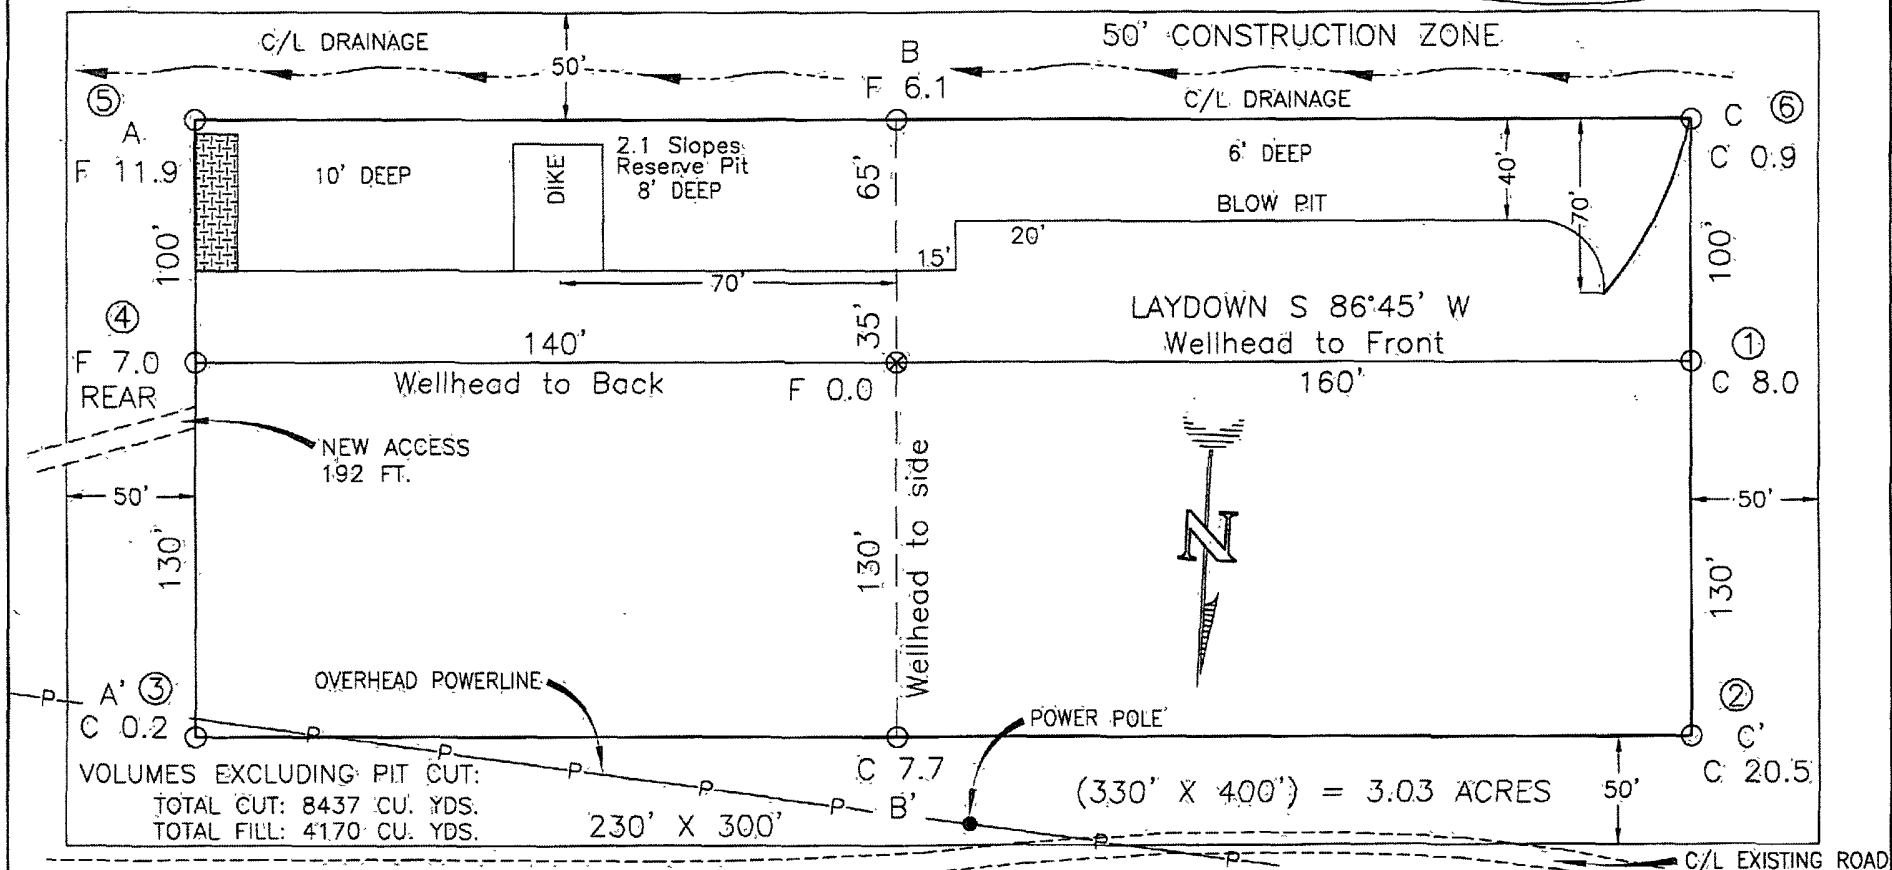 C/L DRAINAGE
50'
B
50' CONSTRUCTION ZONE
F 6.1
C/L DRAINAGE
5
A
F 11.9
C 6
C 0.9
10' DEEP
DIKE
2.1 Slopes
Reserve Pit
8' DEEP
65'
6' DEEP
40'
70'
BLOW PIT
100'
20'
15'
100'
70'
35'
LAYDOWN S 86°45' W
Wellhead to Front
4
F 7.0
REAR
140'
Wellhead to Back
F 0.0
160'
1
C 8.0
NEW ACCESS
192 FT.
50'
130'
130'
Wellhead to side
N
50'
130'
P
A' 3
C 0.2
OVERHEAD POWERLINE
POWER POLE
2
C'
C 20.5
P
P
P
P
P
C 7.7
B'
VOLUMES EXCLUDING PIT CUT:
TOTAL CUT: 8437 CU. YDS.
TOTAL FILL: 4170 CU. YDS.
230' X 300'
(330' X 400') = 3.03 ACRES
50'
P
P
C/L EXISTING ROAD